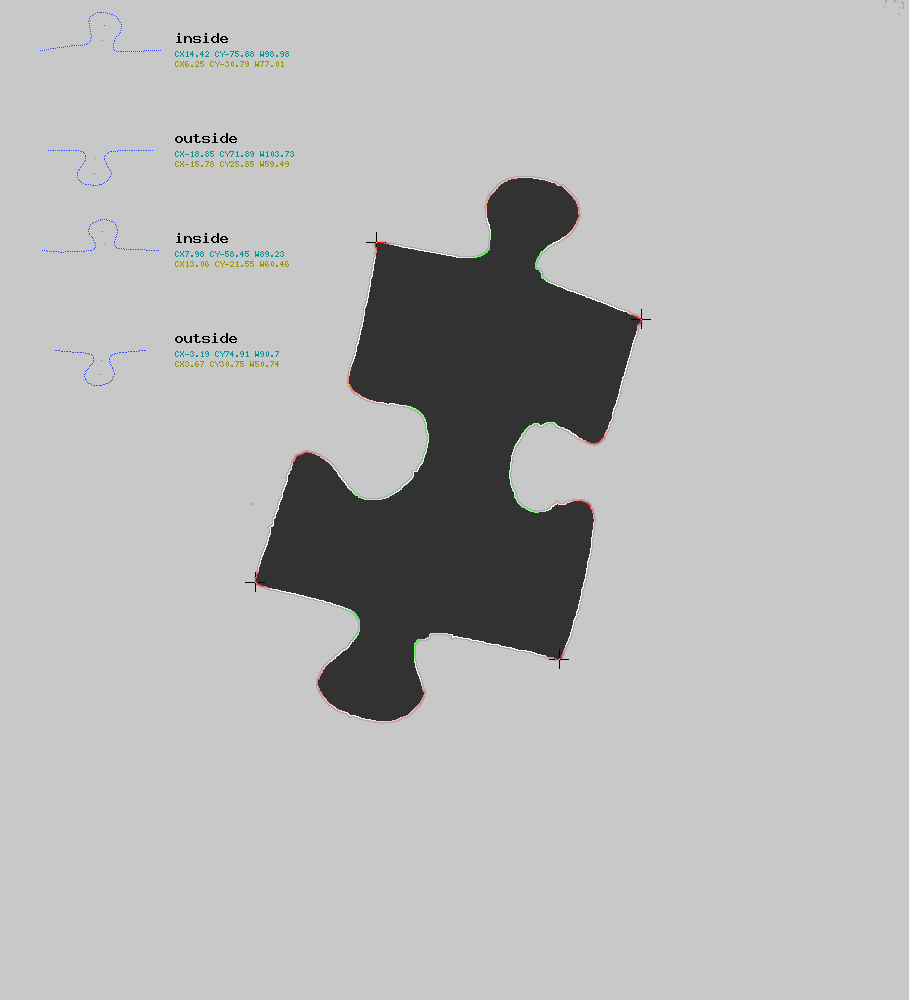 inside
CX14.42 CY-75.88 W98.98
CX6.25 CY-30.79 W77.01
outside
CX-18.85 CY71.89 W103.73
CX-15.78 CY25.85 W59.49
inside
CX7.98 CY-58.45 W89.23
CX13.06 CY-21.55 W60.46
outside
CX-3.19 CY74.91 W90.7
CX3.67 CY30.75 W50.74